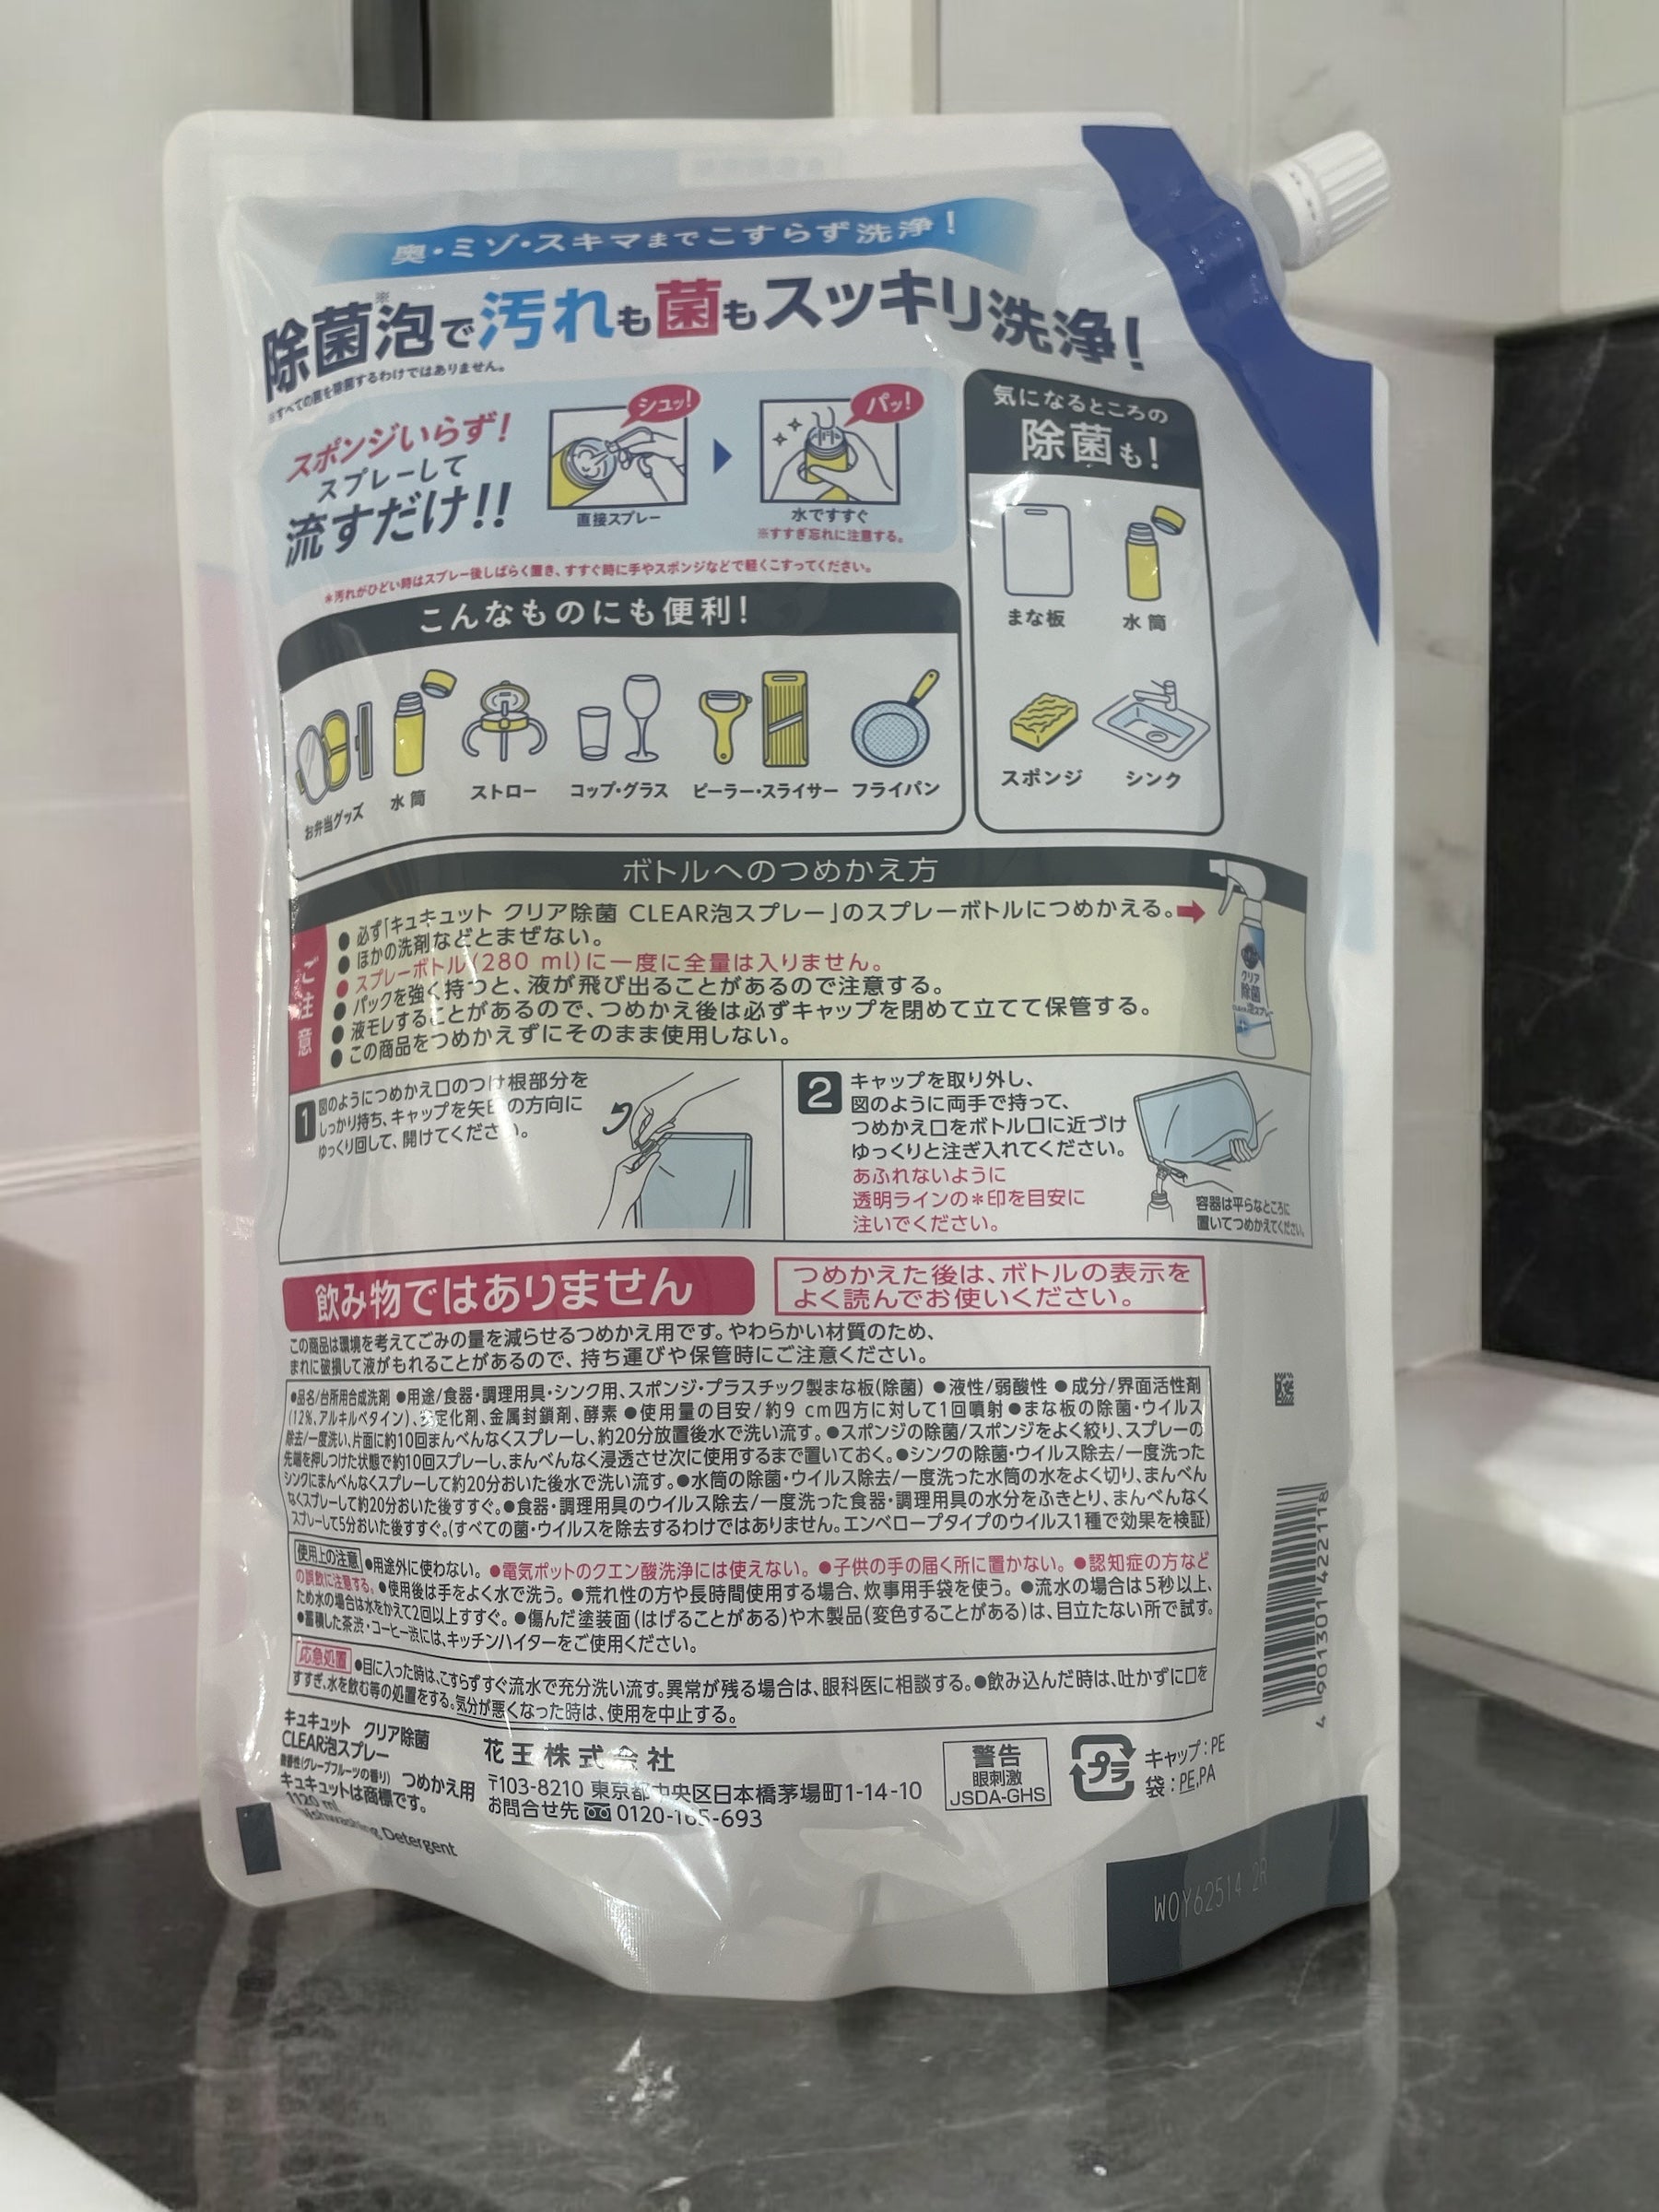 奥・ミゾ・スキマまでこすらず洗浄！
除菌※泡で汚れも菌もスッキリ洗浄！
※すべての菌を除菌するわけではありません。
スポンジいらず！
スプレーして
流すだけ!!
シュッ！
直接スプレー
パッ！
水ですすぐ
※すすぎ忘れに注意する。
＊汚れがひどい時はスプレー後しばらく置き、すすぐ時に手やスポンジなどで軽くこすってください。
気になるところの
除菌も！
まな板
水筒
スポンジ
シンク
こんなものにも便利！
お弁当グッズ
水筒
ストロー
コップ・グラス
ピーラー・スライサー
フライパン
ボトルへのつめかえ方
ご注意
●必ず「キュキュット クリア除菌 CLEAR泡スプレー」のスプレーボトルにつめかえる。
●ほかの洗剤などとまぜない。
●スプレーボトル(280 ml)に一度に全量は入りません。
●パックを強く持つと、液が飛び出ることがあるので注意する。
●液モレすることがあるので、つめかえ後は必ずキャップを閉めて立てて保管する。
●この商品をつめかえずにそのまま使用しない。
クリア
除菌
1
図のようにつめかえ口のつけ根部分を
しっかり持ち、キャップを矢印の方向に
ゆっくり回して、開けてください。
2
キャップを取り外し、
図のように両手で持って、
つめかえ口をボトル口に近づけ
ゆっくりと注ぎ入れてください。
あふれないように
透明ラインの＊印を目安に
注いでください。
容器は平らなところに
置いてつめかえてください。
飲み物ではありません
つめかえた後は、ボトルの表示を
よく読んでお使いください。
この商品は環境を考えてごみの量を減らせるつめかえ用です。やわらかい材質のため、
まれに破損して液がもれることがあるので、持ち運びや保管時にご注意ください。
●品名/台所用合成洗剤 ●用途/食器・調理用具・シンク用、スポンジ・プラスチック製まな板(除菌) ●液性/弱酸性 ●成分/界面活性剤
(12%、アルキルベタイン)、安定化剤、金属封鎖剤、酵素 ●使用量の目安/約9 cm四方に対して1回噴射 ●まな板の除菌・ウイルス
除去/一度洗い、片面に約10回まんべんなくスプレーし、約20分放置後水で洗い流す。●スポンジの除菌/スポンジをよく絞り、スプレーの
先端を押しつけた状態で約10回スプレーし、まんべんなく浸透させ次に使用するまで置いておく。●シンクの除菌・ウイルス除去/一度洗った
シンクにまんべんなくスプレーして約20分おいた後水で洗い流す。●水筒の除菌・ウイルス除去/一度洗った水筒の水をよく切り、まんべん
なくスプレーして約20分おいた後すすぐ。●食器・調理用具のウイルス除去/一度洗った食器・調理用具の水分をふきとり、まんべんなく
スプレーして5分おいた後すすぐ。(すべての菌・ウイルスを除去するわけではありません。エンベロープタイプのウイルス1種で効果を検証)
使用上の注意 ●用途外に使わない。●電気ポットのクエン酸洗浄には使えない。●子供の手の届く所に置かない。●認知症の方など
の誤飲に注意する。●使用後は手をよく水で洗う。●荒れ性の方や長時間使用する場合、炊事用手袋を使う。●流水の場合は5秒以上、
ため水の場合は水をかえて2回以上すすぐ。●傷んだ塗装面(はげることがある)や木製品(変色することがある)は、目立たない所で試す。
●蓄積した茶渋・コーヒー渋には、キッチンハイターをご使用ください。
応急処置 ●目に入った時は、こすらずすぐ流水で充分洗い流す。異常が残る場合は、眼科医に相談する。●飲み込んだ時は、吐かずに口を
すすぎ、水を飲む等の処置をする。気分が悪くなった時は、使用を中止する。
キュキュット クリア除菌
CLEAR泡スプレー
微香性(グレープフルーツの香り) つめかえ用
キュキュットは商標です。
1120 ml
Dishwashing Detergent
花王株式会社
〒103-8210 東京都中央区日本橋茅場町1-14-10
お問合せ先 0120-165-693
警告
眼刺激
JSDA-GHS
プラ
キャップ：PE
袋：PE,PA
4 901301 422118
W0Y62514 2R